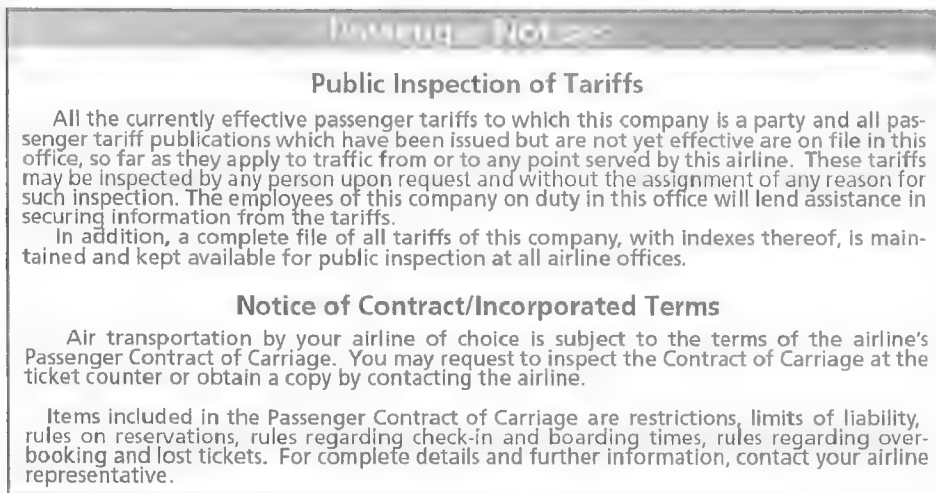 Public Inspection of Tariffs
All the currently effective passenger tariffs to which this company is a party and all pas-
senger tariff publications which have been issued but are not yet effective are on file in this
office, so far as they apply to traffic from or to any point served by this airline. These tariffs
may be inspected by any person upon request and without the assignment of any reason for
such inspection. The employees of this company on duty in this office will lend assistance in
securing information from the tariffs.
In addition, a complete file of all tariffs of this company, with indexes thereof, is main-
tained and kept available for public inspection at all airline offices.
Notice of Contract/Incorporated Terms
Air transportation by your airline of choice is subject to the terms of the airline's
Passenger Contract of Carriage. You may request to inspect the Contract of Carriage at the
ticket counter or obtain a copy by contacting the airline.
Items included in the Passenger Contract of Carriage are restrictions, limits of liability,
rules on reservations, rules regarding check-in and boarding times, rules regarding over-
booking and lost tickets. For complete details and further information, contact your airline
representative.